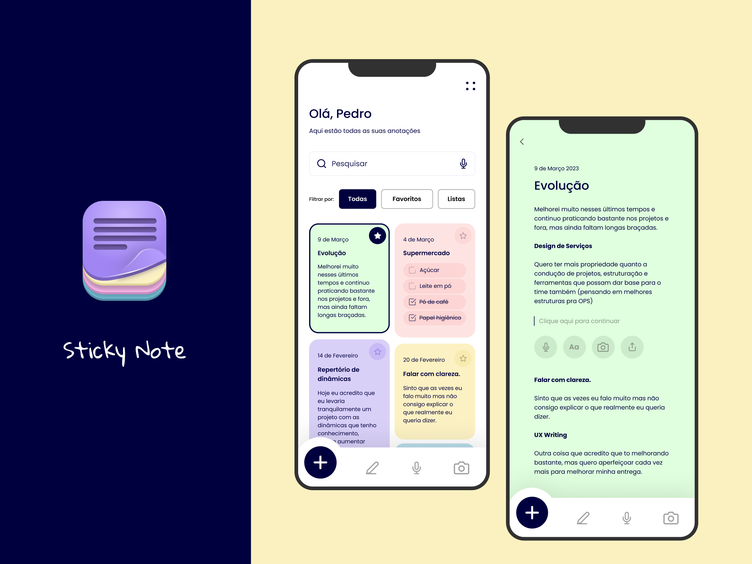 Sticky Note
Olá, Pedro
Aqui estão todas as suas anotações
Pesquisar
Filtrar por:
Todas
Favoritos
Listas
9 de Março
Evolução
Melhorei muito
nesses últimos
tempos e continuo
praticando bastante
nos projetos e fora,
mas ainda faltam
longas braçadas.
4 de Março
Supermercado
Açúcar
Leite em pó
Pó de café
Papel higiênico
14 de Fevereiro
Repertório de
dinâmicas
Hoje eu acredito que
eu levaria
tranquilamente um
projeto com as
dinâmicas que tenho
conhecimento,
aumentar
20 de Fevereiro
Falar com clareza.
Sinto que as vezes eu
falo muito mas não
consigo explicar o
que realmente eu
queria dizer.
9 de Março 2023
Evolução
Melhorei muito nesses últimos tempos e
continuo praticando bastante nos projetos e
fora, mas ainda faltam longas braçadas.
Design de Serviços
Quero ter mais propriedade quanto a
condução de projetos, estruturação e
ferramentas que possam dar base para o
time também (pensando em melhores
estruturas pra OPS)
Clique aqui para continuar
Aa
Falar com clareza.
Sinto que as vezes eu falo muito mas não
consigo explicar o que realmente eu queria
dizer.
UX Writing
Outra coisa que acredito que to melhorando
bastante, mas quero aperfeiçoar cada vez
mais para melhorar minha entrega.